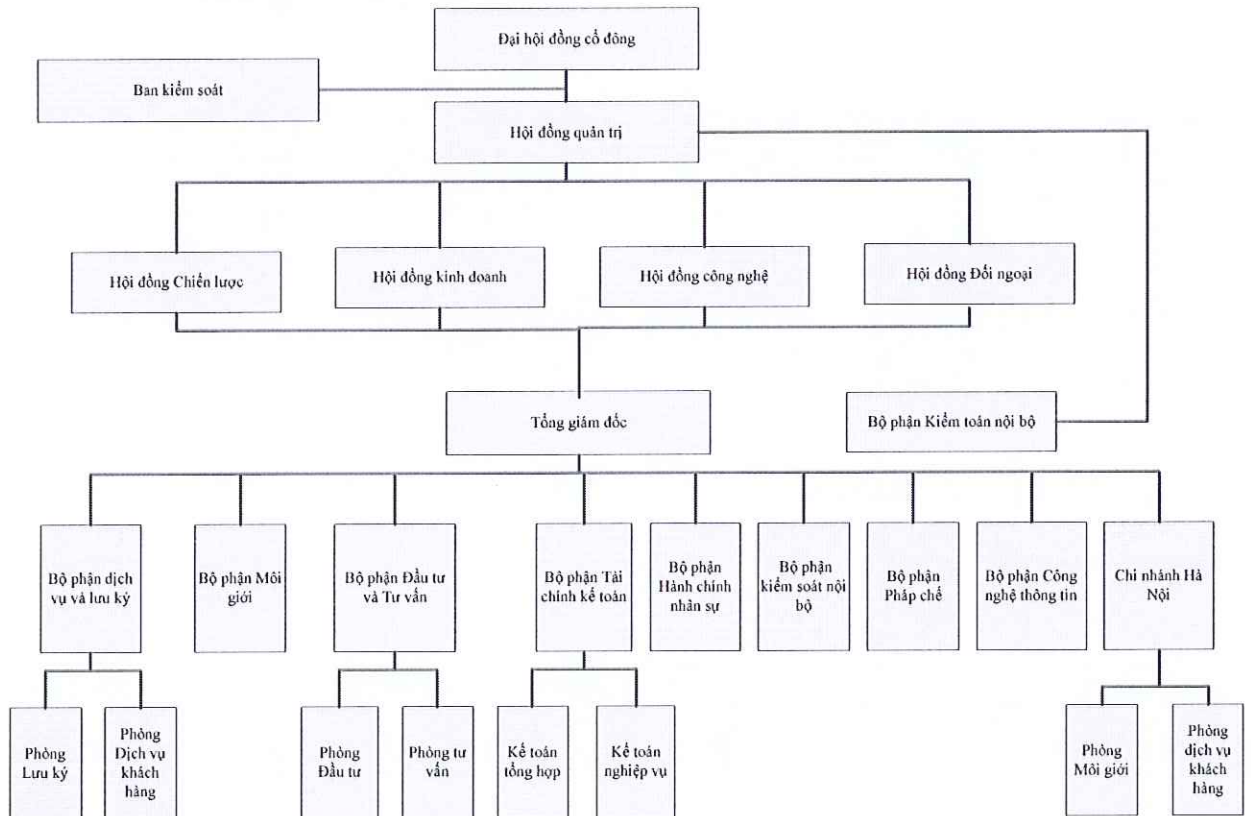 Đại hội đồng cổ đông
Ban kiểm soát
Hội đồng quản trị
Hội đồng Chiến lược
Hội đồng kinh doanh
Hội đồng công nghệ
Hội đồng Đối ngoại
Tổng giám đốc
Bộ phận Kiểm toán nội bộ
Bộ phận dịch
vụ và lưu ký
Bộ phận Môi
giới
Bộ phận Đầu tư
và Tư vấn
Bộ phận Tài
chính kế toán
Bộ phận
Hành chính
nhân sự
Bộ phận
kiểm soát nội
bộ
Bộ phận
Pháp chế
Bộ phận Công
nghệ thông tin
Chi nhánh Hà
Nội
Phòng
Lưu ký
Phòng
Dịch vụ
khách
hàng
Phòng
Đầu tư
Phòng tư
vấn
Kế toán
tổng hợp
Kế toán
nghiệp vụ
Phòng
Môi giới
Phòng
dịch vụ
khách
hàng